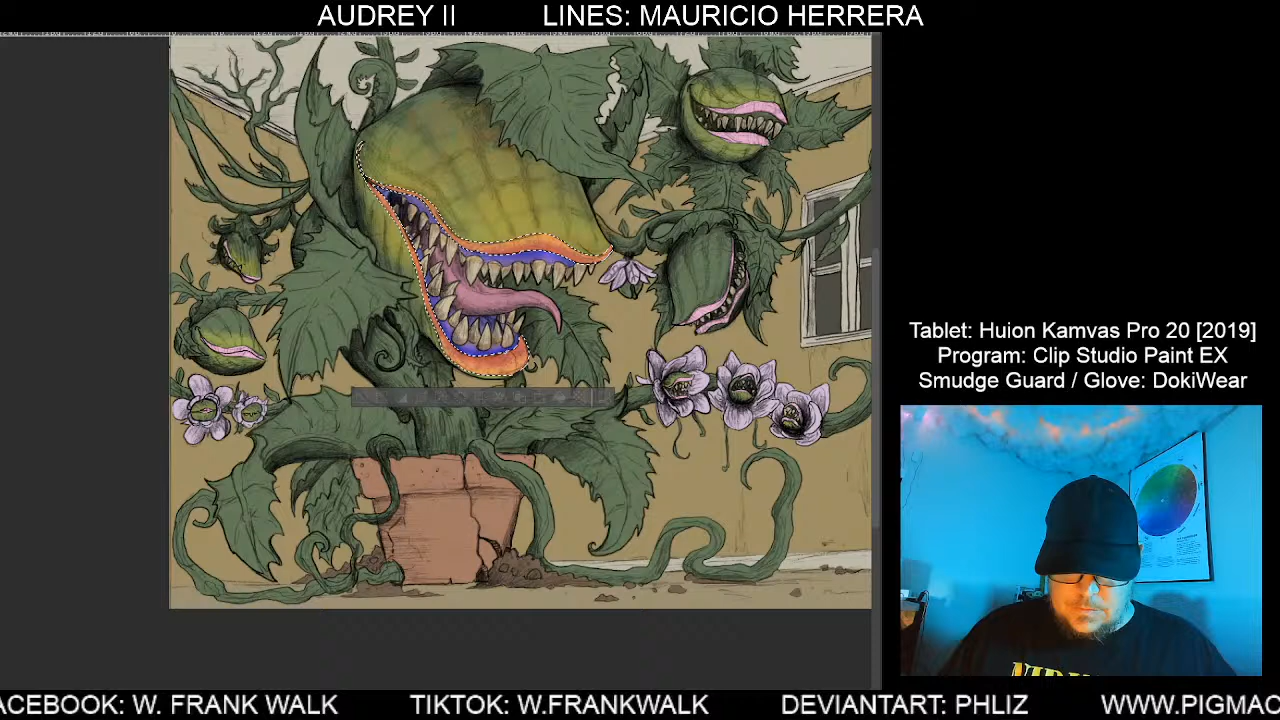 AUDREY II LINES: MAURICIO HERRERA
Tablet: Huion Kamvas Pro 20 [2019]
Program: Clip Studio Paint EX
Smudge Guard / Glove: DokiWear
ACEBOOK: W. FRANK WALK TIKTOK: W.FRANKWALK DEVIANTART: PHLIZ WWW.PIGMAC